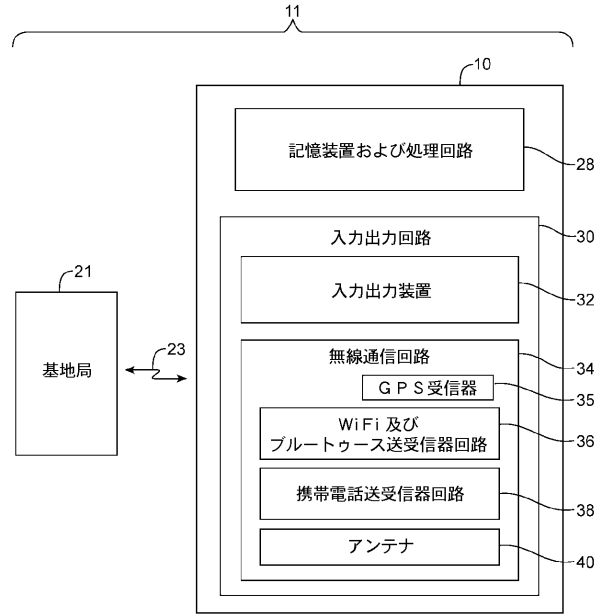 11
10
記憶装置および処理回路
28
入力出力回路
30
入力出力装置
32
21
基地局
23
無線通信回路
34
GPS受信器
35
WiFi 及び
ブルートゥース送受信器回路
36
携帯電話送受信器回路
38
アンテナ
40